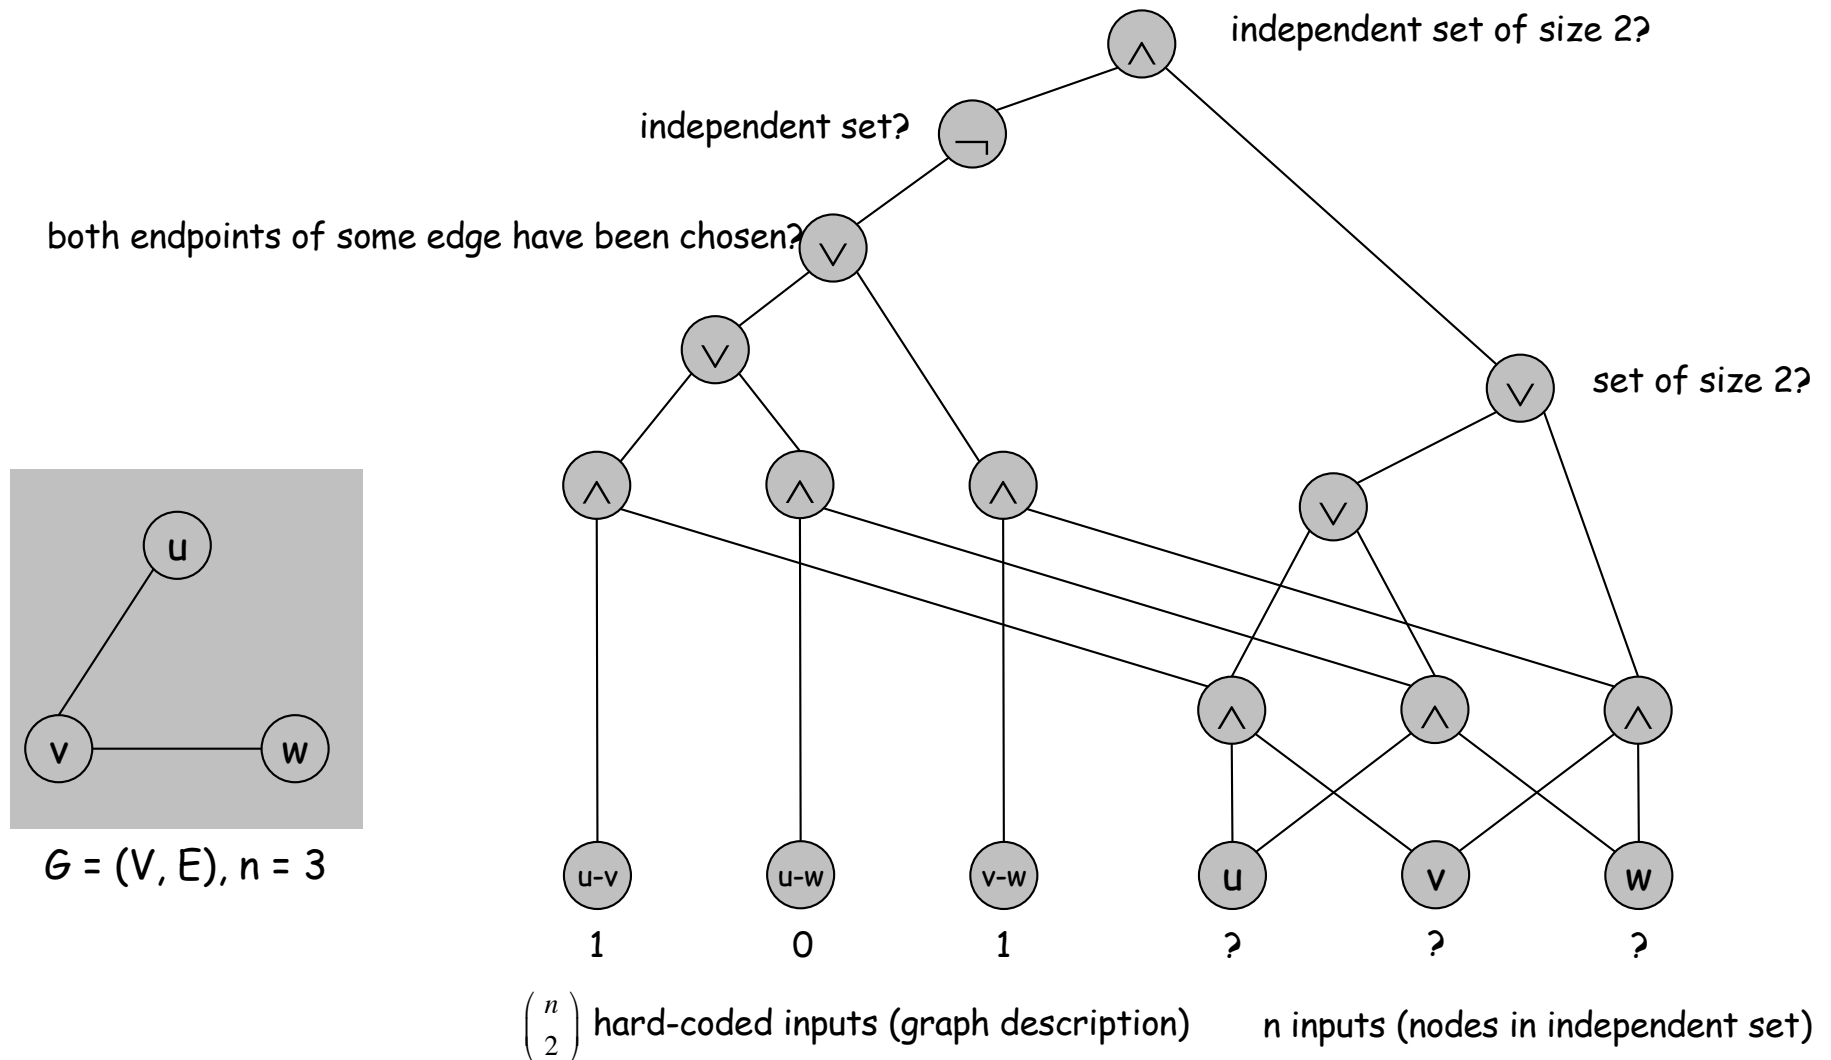 ∧ independent set of size 2?
independent set? ¬
both endpoints of some edge have been chosen? ∨
∨
∨ set of size 2?
∧ ∧ ∧
∨
u
∧ ∧ ∧
v w
G = (V, E), n = 3
u-v u-w v-w u v w
1 0 1 ? ? ?
(n 2) hard-coded inputs (graph description) n inputs (nodes in independent set)